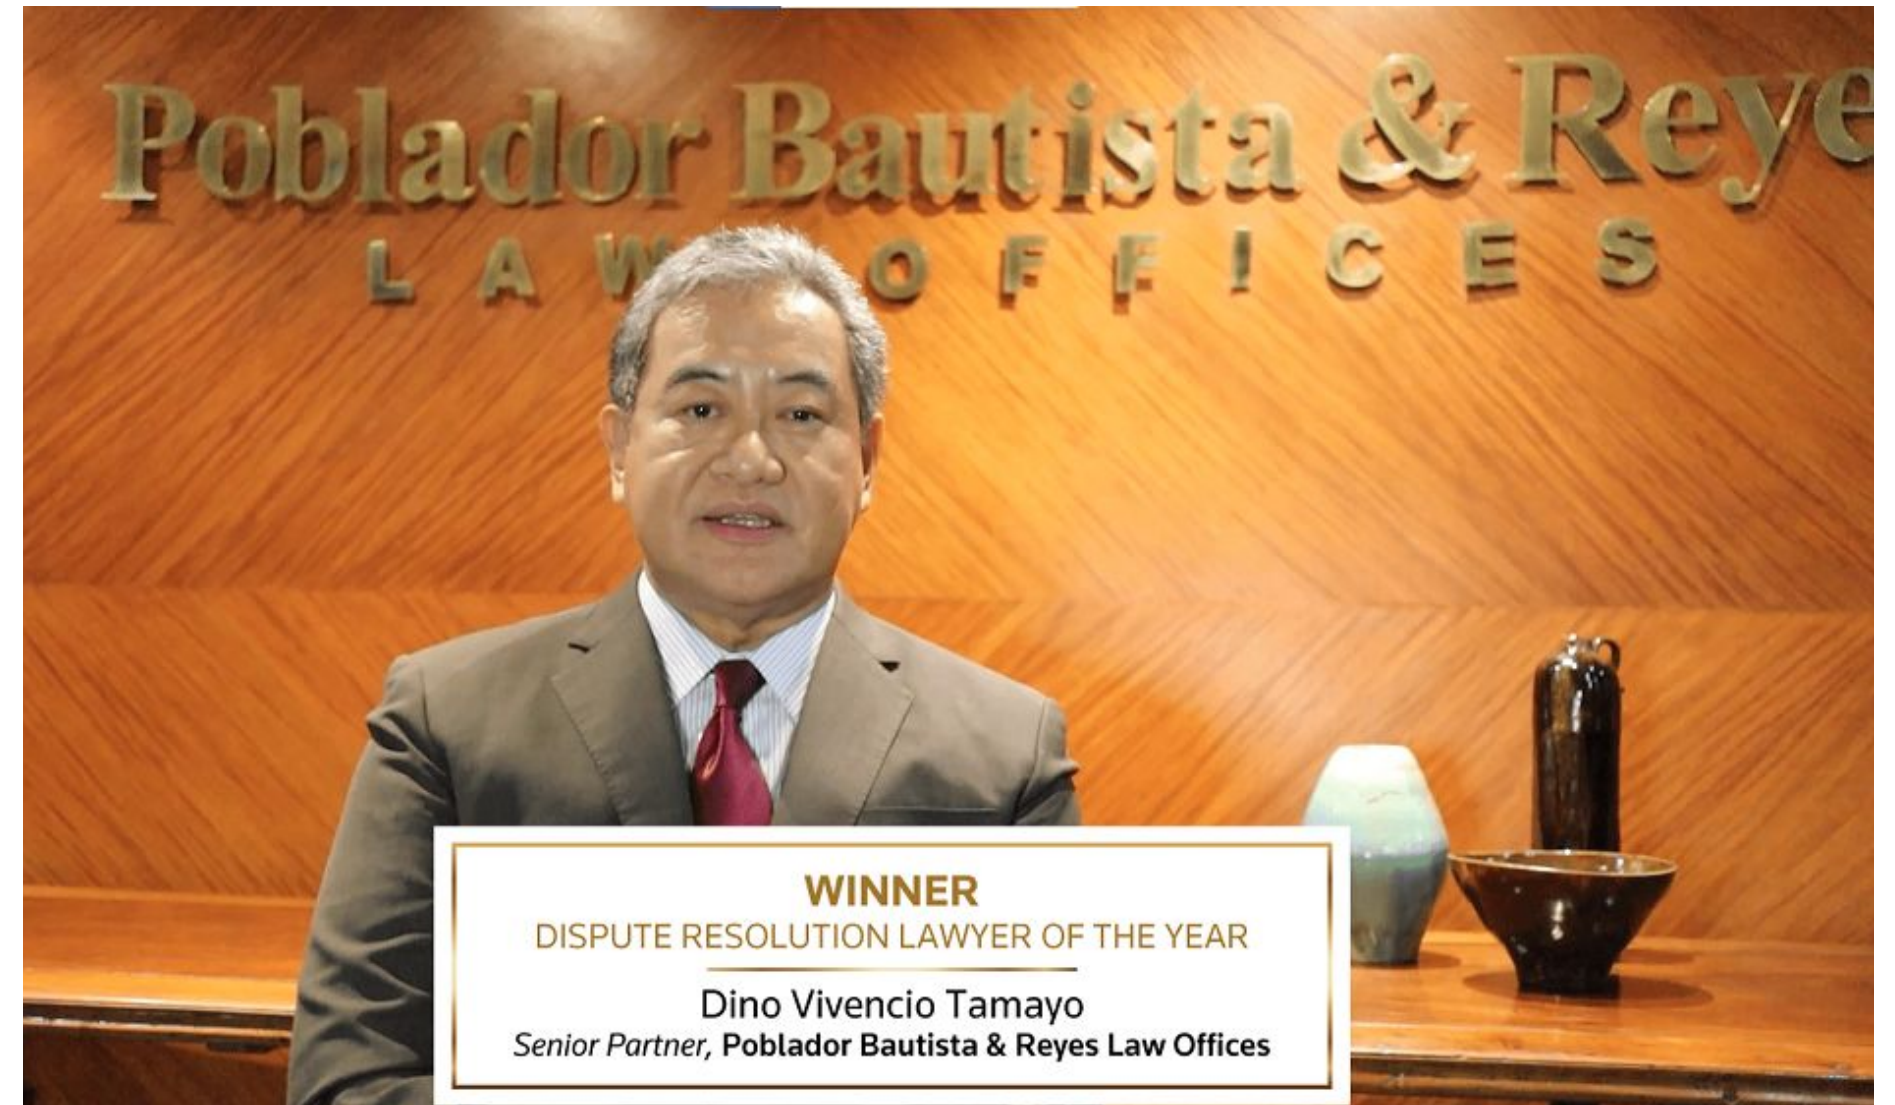 Poblador Bautista & Reye
LAW OFFICES
WINNER
DISPUTE RESOLUTION LAWYER OF THE YEAR
Dino Vivencio Tamayo
Senior Partner, Poblador Bautista & Reyes Law Offices